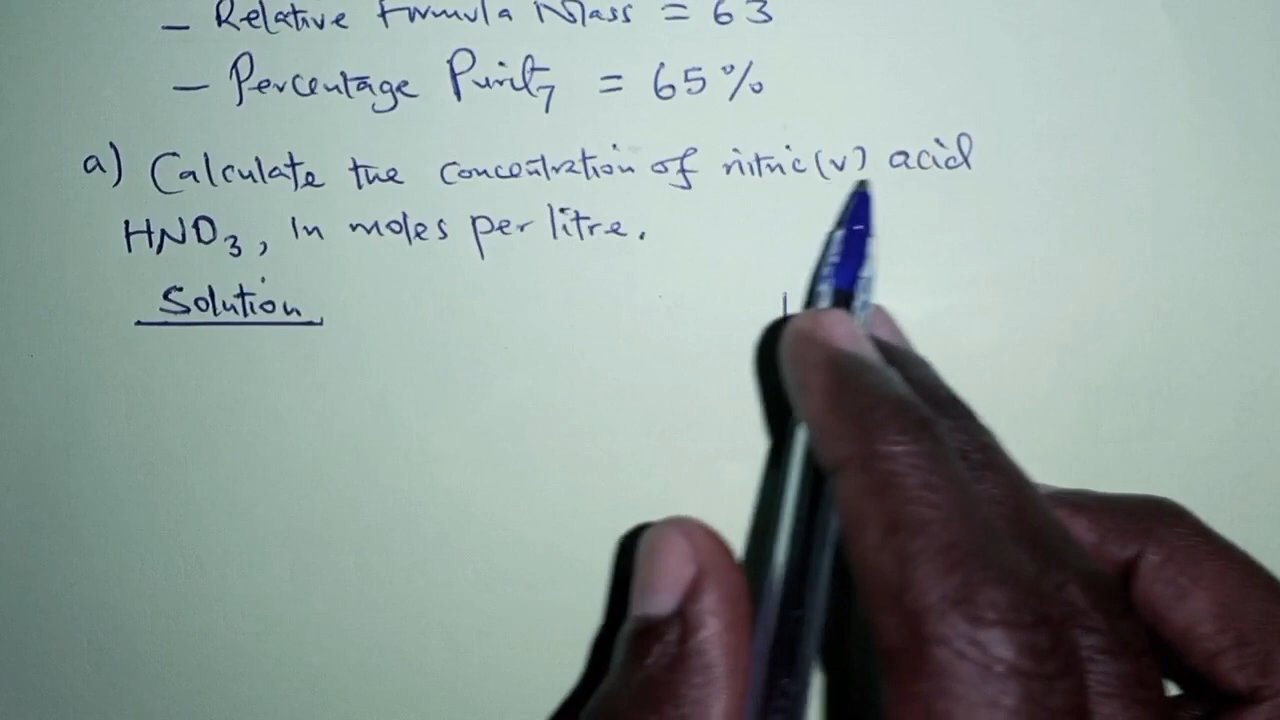 - Relative Formula Mass = 63
- Percentage Purity = 65%
a) Calculate the concentration of nitric(v) acid
HNO3, in moles per litre.
Solution